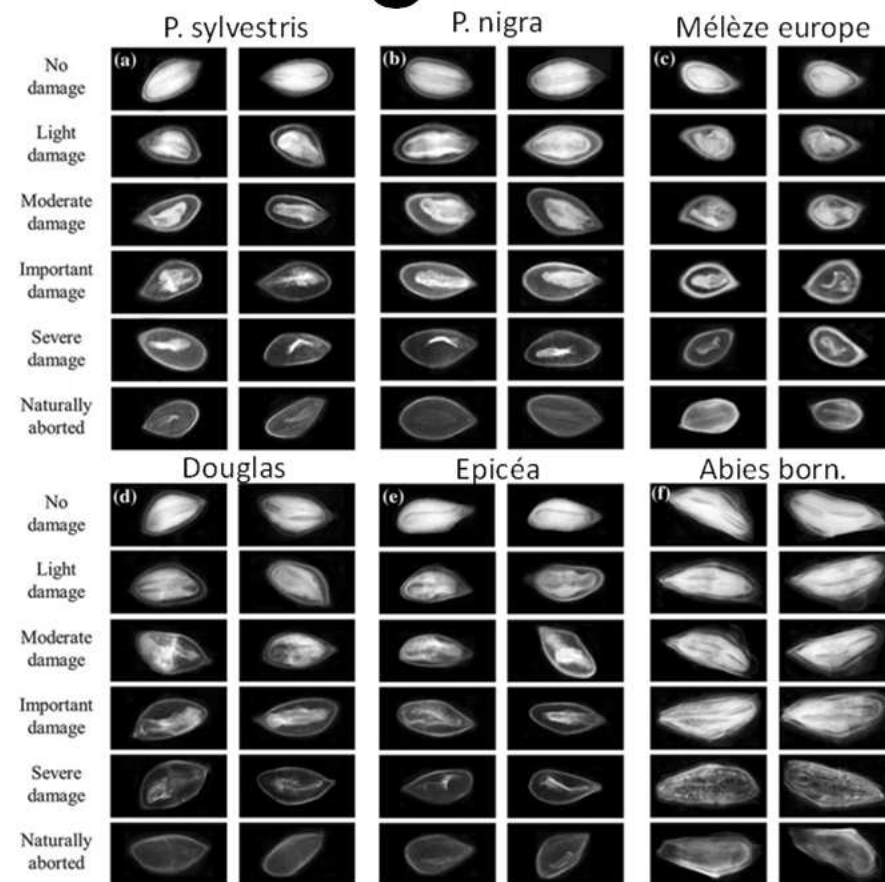 P. sylvestris P. nigra Mélèze europe
(a) (b) (c)
No
damage
Light
damage
Moderate
damage
Important
damage
Severe
damage
Naturally
aborted
Douglas Epicéa Abies born.
(d) (e) (f)
No
damage
Light
damage
Moderate
damage
Important
damage
Severe
damage
Naturally
aborted